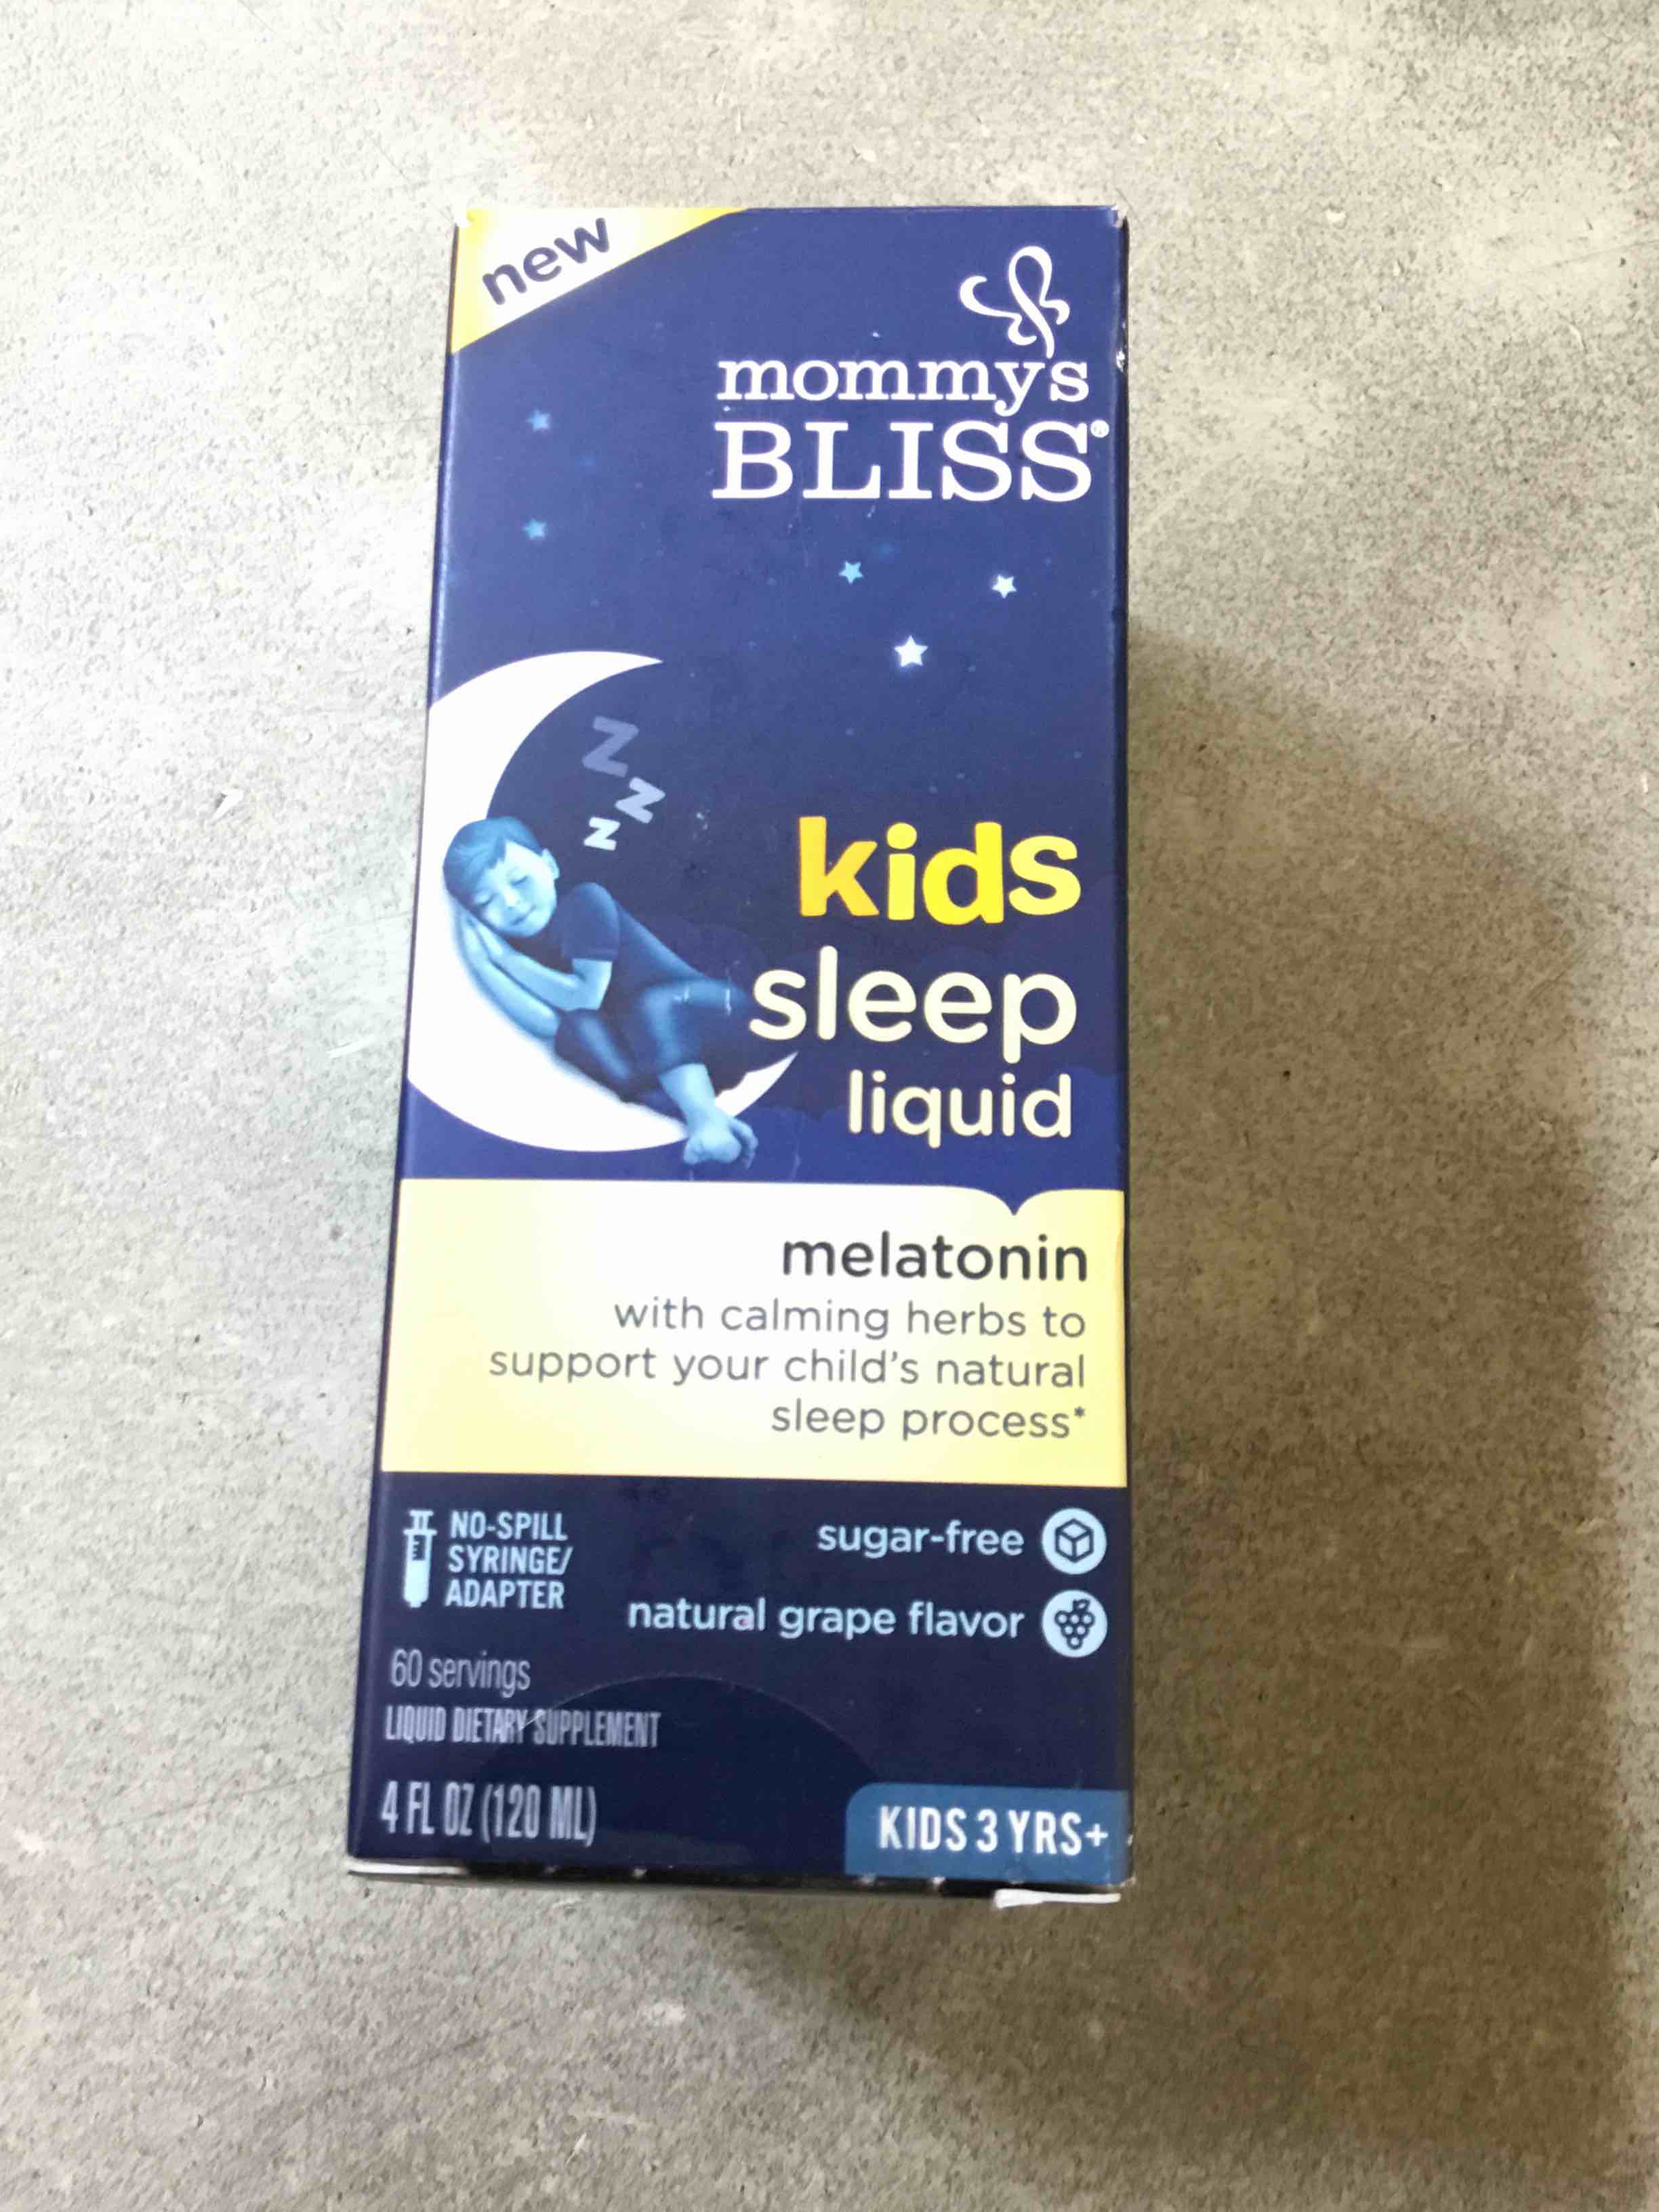 new
mommy's
BLISS®
z
z
z
kids
sleep
liquid
melatonin
with calming herbs to
support your child's natural
sleep process*
NO-SPILL
SYRINGE/
ADAPTER
sugar-free
natural grape flavor
60 servings
LIQUID DIETARY SUPPLEMENT
4 FL OZ (120 ML)
KIDS 3 YRS+